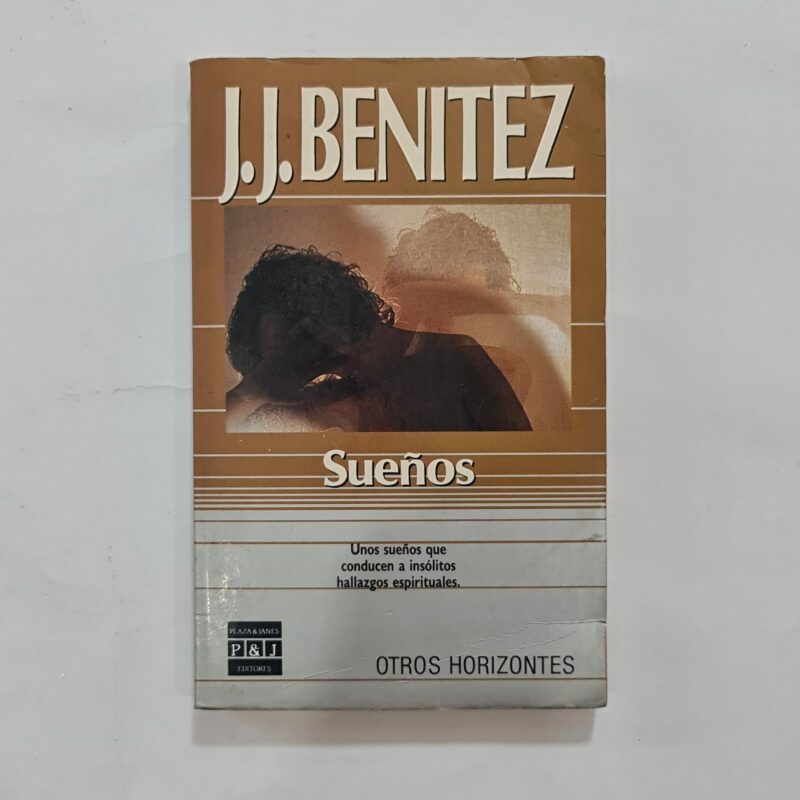 J.J.BENITEZ
Sueños
Unos sueños que
conducen a insólitos
hallazgos espirituales.
PLAZA & JANES
P & J
EDITORES
OTROS HORIZONTES